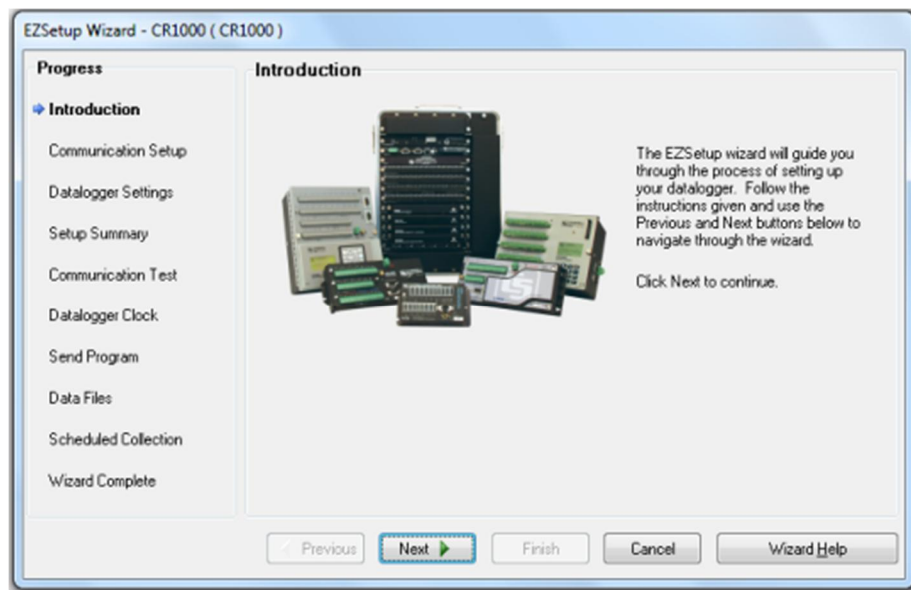 EZSetup Wizard - CR1000 ( CR1000 )
Progress
Introduction
Communication Setup
Datalogger Settings
Setup Summary
Communication Test
Datalogger Clock
Send Program
Data Files
Scheduled Collection
Wizard Complete
Introduction
The EZSetup wizard will guide you
through the process of setting up
your datalogger. Follow the
instructions given and use the
Previous and Next buttons below to
navigate through the wizard.
Click Next to continue.
Previous
Next
Finish
Cancel
Wizard Help